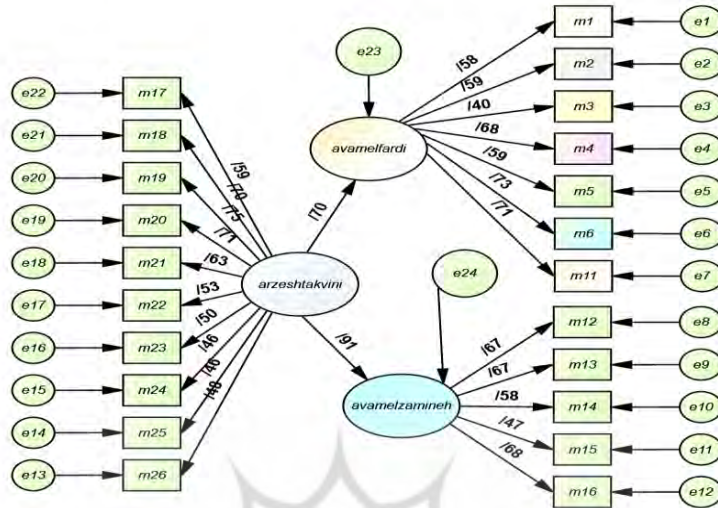 m1
e1
e23
/58
m2
e2
/59
e22
m17
m3
e3
/40
e21
m18
avamelfardi
/68
m4
e4
/59
e20
m19
/59
m5
e5
/70
/73
/75
e19
m20
/70
/71
m6
e6
/71
e18
m21
/63
m11
e7
e24
arzeshtakvini
e17
m22
/53
m12
e8
/50
/67
e16
m23
/91
m13
e9
/46
/67
e15
m24
/46
avamelzamineh
/58
m14
e10
/48
/47
e14
m25
m15
e11
/68
e13
m26
m16
e12